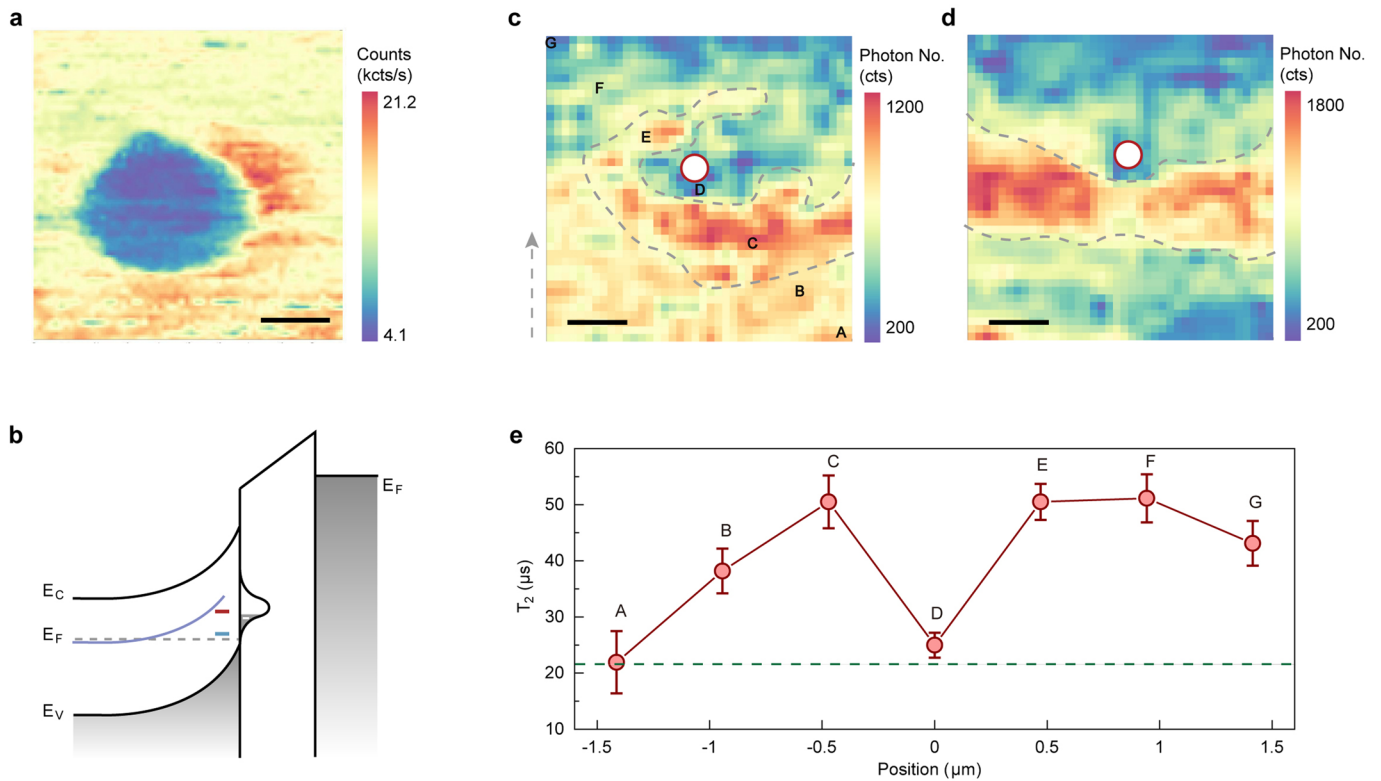 a
Counts
(kcts/s)
21.2
4.1
c
G
F
E
D
C
B
A
Photon No.
(cts)
1200
200
d
Photon No.
(cts)
1800
200
b
E_C
E_F
E_V
E_F
e
60
50
40
30
20
10
T₂ (μs)
A
B
C
D
E
F
G
-1.5 -1 -0.5 0 0.5 1 1.5
Position (μm)